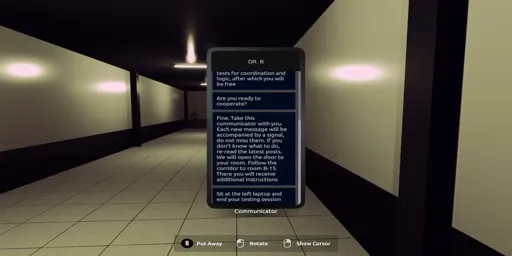 DR. B
tests for coordination and
logic, after which you will
be free
Are you ready to
cooperate?
Fine. Take this
communicator with you.
Each new message will be
accompanied by a signal,
do not miss them. If you
don't know what to do,
re-read the latest posts.
We will open the door to
your room. Follow the
corridor to room B-15.
There you will receive
additional instructions
Sit at the left laptop and
end your testing session
Communicator
Put Away Rotate Show Cursor